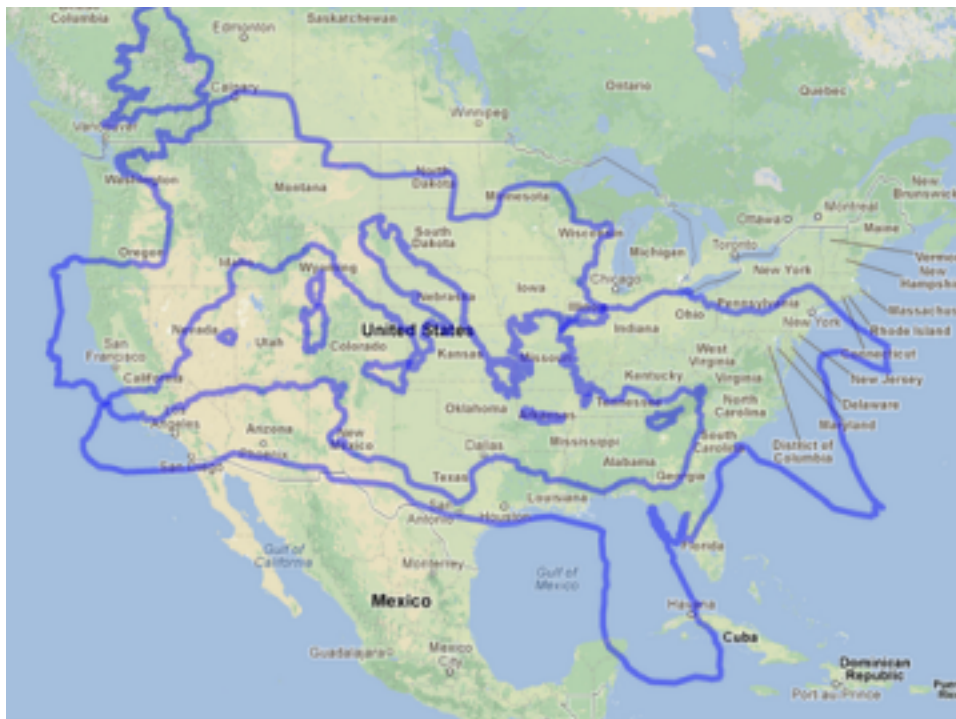 Columbia
Saskatchewan
Edmonton
Calgary
Ontario
Quebec
Winnipeg
Vancouver
Washington
Montana
North
Dakota
Minnesota
Ottawa
Montreal
New
Brunswick
Maine
Oregon
Idaho
Wyoming
South
Dakota
Wisconsin
Michigan
Toronto
New York
Vermont
New
Hampshire
Chicago
Nebraska
Iowa
Illinois
Indiana
Ohio
Pennsylvania
New York
Massachus
Rhode Island
Connecticut
Nevada
Utah
United States
Colorado
Kansas
Missouri
West
Virginia
Virginia
Kentucky
New Jersey
Delaware
Maryland
District of
Columbia
San
Francisco
California
Los
Angeles
Arizona
Phoenix
New
Mexico
Oklahoma
Arkansas
Tennessee
North
Carolina
South
Carolina
San Diego
Dallas
Mississippi
Alabama
Georgia
Texas
San
Antonio
Houston
Louisiana
Florida
Gulf of
California
Monterrey
Gulf of
Mexico
Mexico
Havana
Cuba
Guadalajara
Mexico
City
Dominican
Republic
Port au Prince